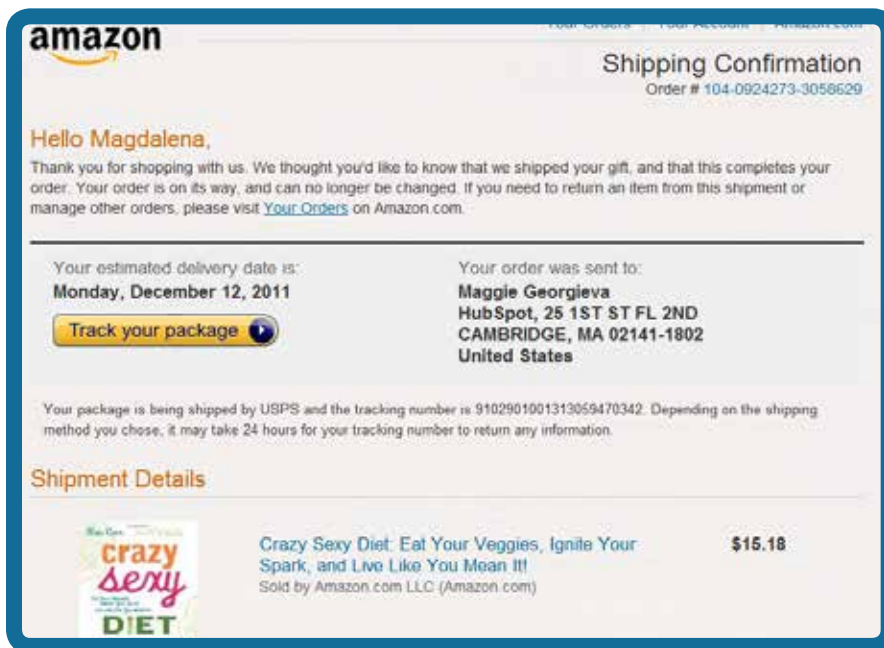 Your Orders | Your Account | Amazon.com
amazon
Shipping Confirmation
Order # 104-0924273-3058629
Hello Magdalena,
Thank you for shopping with us. We thought you'd like to know that we shipped your gift, and that this completes your
order. Your order is on its way, and can no longer be changed. If you need to return an item from this shipment or
manage other orders, please visit Your Orders on Amazon.com.
Your estimated delivery date is:
Monday, December 12, 2011
Track your package
Your order was sent to:
Maggie Georgieva
HubSpot, 25 1ST ST FL 2ND
CAMBRIDGE, MA 02141-1802
United States
Your package is being shipped by USPS and the tracking number is 9102901001313059470342. Depending on the shipping
method you chose, it may take 24 hours for your tracking number to return any information.
Shipment Details
crazy
sexy
DIET
Crazy Sexy Diet: Eat Your Veggies, Ignite Your
Spark, and Live Like You Mean It!
Sold by Amazon.com LLC (Amazon.com)
$15.18